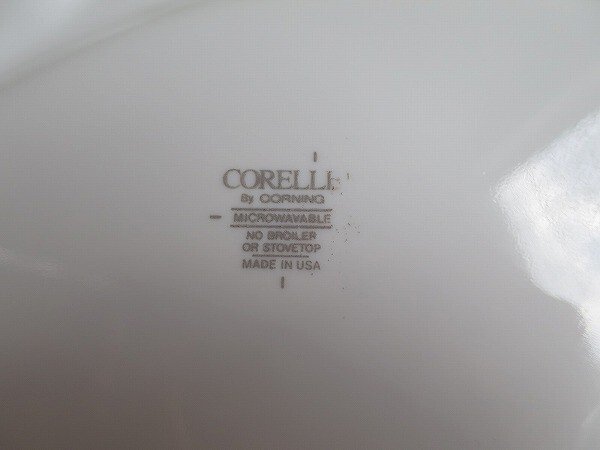 CORELLE
By CORNING
MICROWAVABLE
NO BROILER
OR STOVETOP
MADE IN USA